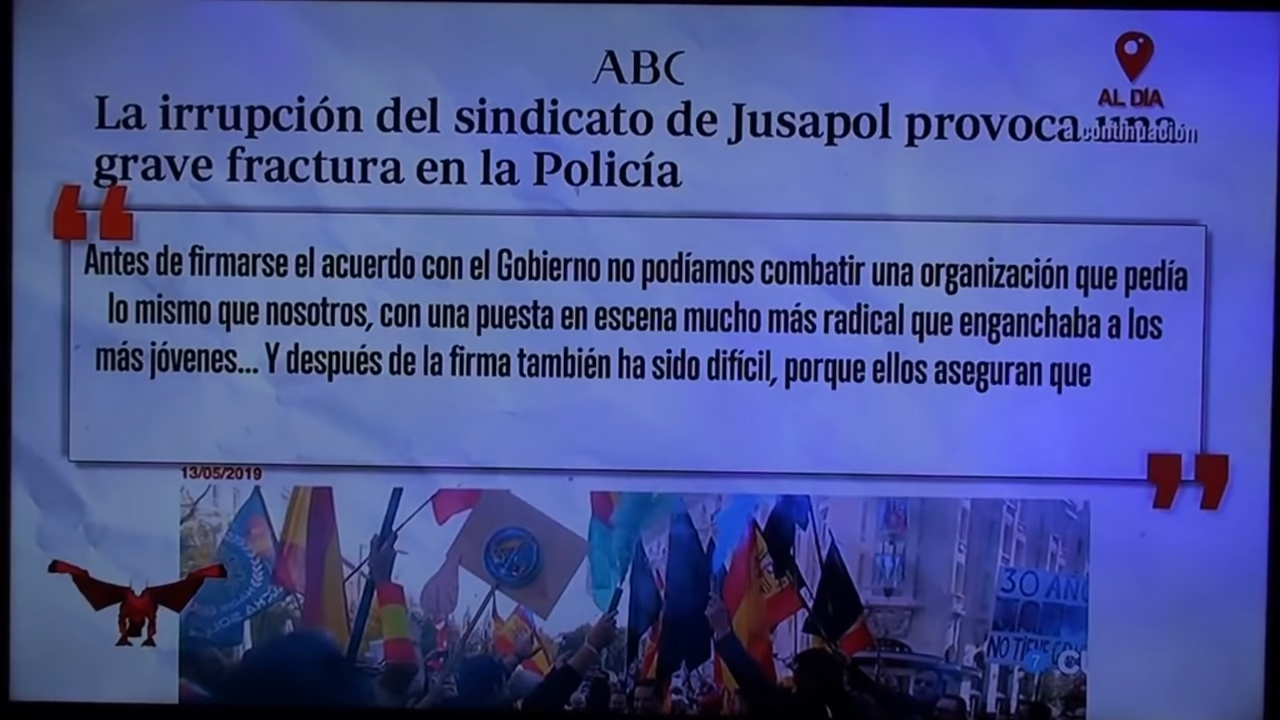 ABC
AL DÍA
La irrupción del sindicato de Jusapol provoca una
a continuación
grave fractura en la Policía
Antes de firmarse el acuerdo con el Gobierno no podíamos combatir una organización que pedía
lo mismo que nosotros, con una puesta en escena mucho más radical que enganchaba a los
más jóvenes... Y después de la firma también ha sido difícil, porque ellos aseguran que
13/05/2019
30 AÑ
NO TIENE
7